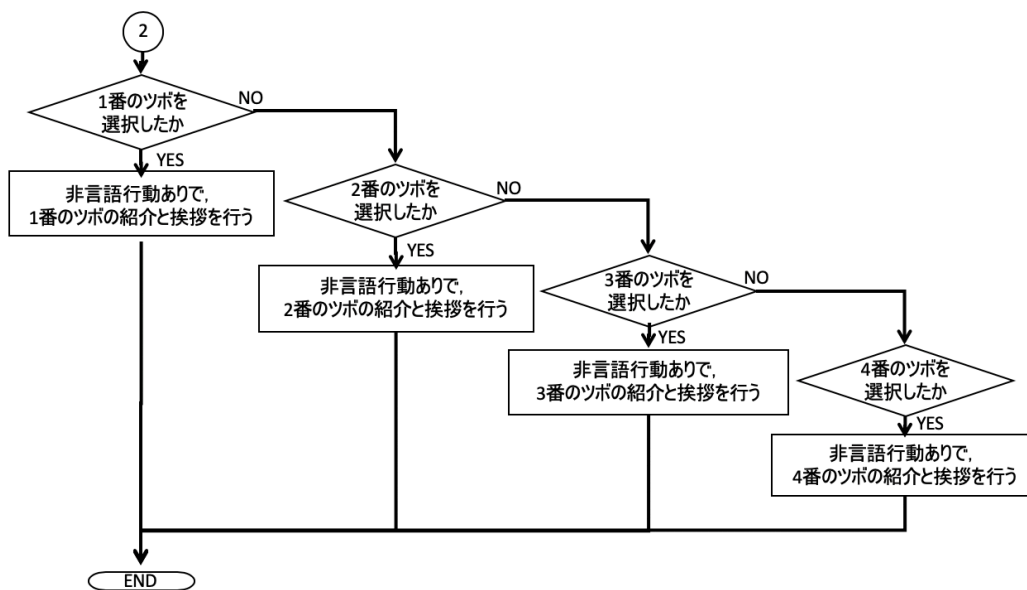 2
1番のツボを
選択したか
NO
YES
非言語行動ありで,
1番のツボの紹介と挨拶を行う
2番のツボを
選択したか
NO
YES
非言語行動ありで,
2番のツボの紹介と挨拶を行う
3番のツボを
選択したか
NO
YES
非言語行動ありで,
3番のツボの紹介と挨拶を行う
4番のツボを
選択したか
YES
非言語行動ありで,
4番のツボの紹介と挨拶を行う
END